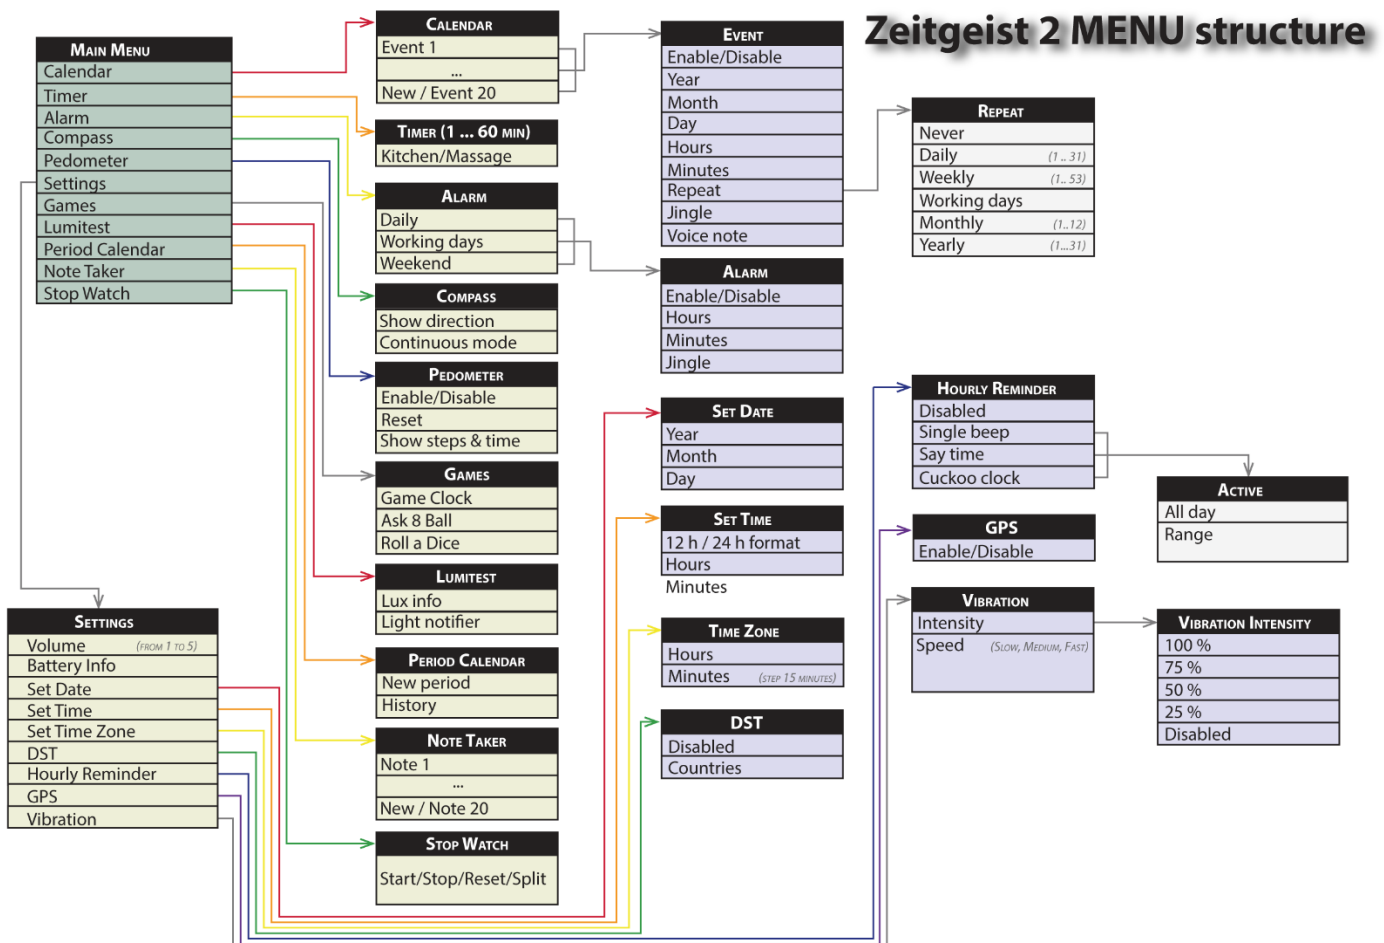 Zeitgeist 2 MENU structure
MAIN MENU
Calendar
Timer
Alarm
Compass
Pedometer
Settings
Games
Lumitest
Period Calendar
Note Taker
Stop Watch
SETTINGS
Volume (FROM 1 TO 5)
Battery Info
Set Date
Set Time
Set Time Zone
DST
Hourly Reminder
GPS
Vibration
CALENDAR
Event 1
...
New / Event 20
TIMER (1 ... 60 MIN)
Kitchen/Massage
ALARM
Daily
Working days
Weekend
COMPASS
Show direction
Continuous mode
PEDOMETER
Enable/Disable
Reset
Show steps & time
GAMES
Game Clock
Ask 8 Ball
Roll a Dice
LUMITEST
Lux info
Light notifier
PERIOD CALENDAR
New period
History
NOTE TAKER
Note 1
...
New / Note 20
STOP WATCH
Start/Stop/Reset/Split
EVENT
Enable/Disable
Year
Month
Day
Hours
Minutes
Repeat
Jingle
Voice note
ALARM
Enable/Disable
Hours
Minutes
Jingle
SET DATE
Year
Month
Day
SET TIME
12 h / 24 h format
Hours
Minutes
TIME ZONE
Hours
Minutes (STEP 15 MINUTES)
DST
Disabled
Countries
REPEAT
Never
Daily (1 .. 31)
Weekly (1.. 53)
Working days
Monthly (1..12)
Yearly (1...31)
HOURLY REMINDER
Disabled
Single beep
Say time
Cuckoo clock
GPS
Enable/Disable
VIBRATION
Intensity
Speed (SLOW, MEDIUM, FAST)
ACTIVE
All day
Range
VIBRATION INTENSITY
100 %
75 %
50 %
25 %
Disabled